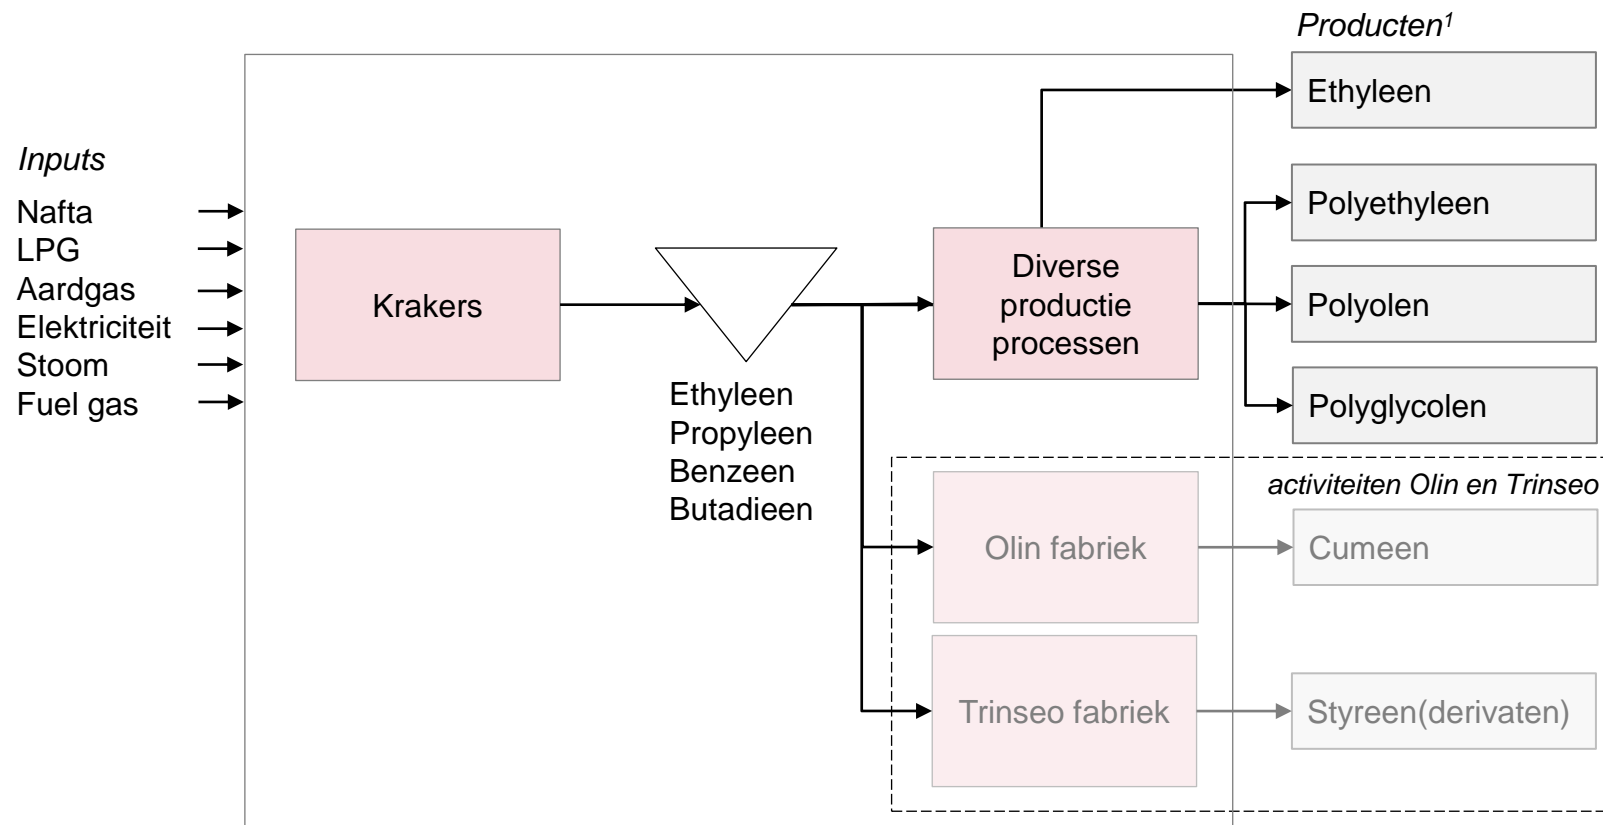 Producten¹
Ethyleen
Inputs
Nafta
LPG
Aardgas
Elektriciteit
Stoom
Fuel gas
Krakers
Ethyleen
Propyleen
Benzeen
Butadieen
Diverse
productie
processen
Polyethyleen
Polyolen
Polyglycolen
activiteiten Olin en Trinseo
Olin fabriek
Cumeen
Trinseo fabriek
Styreen(derivaten)